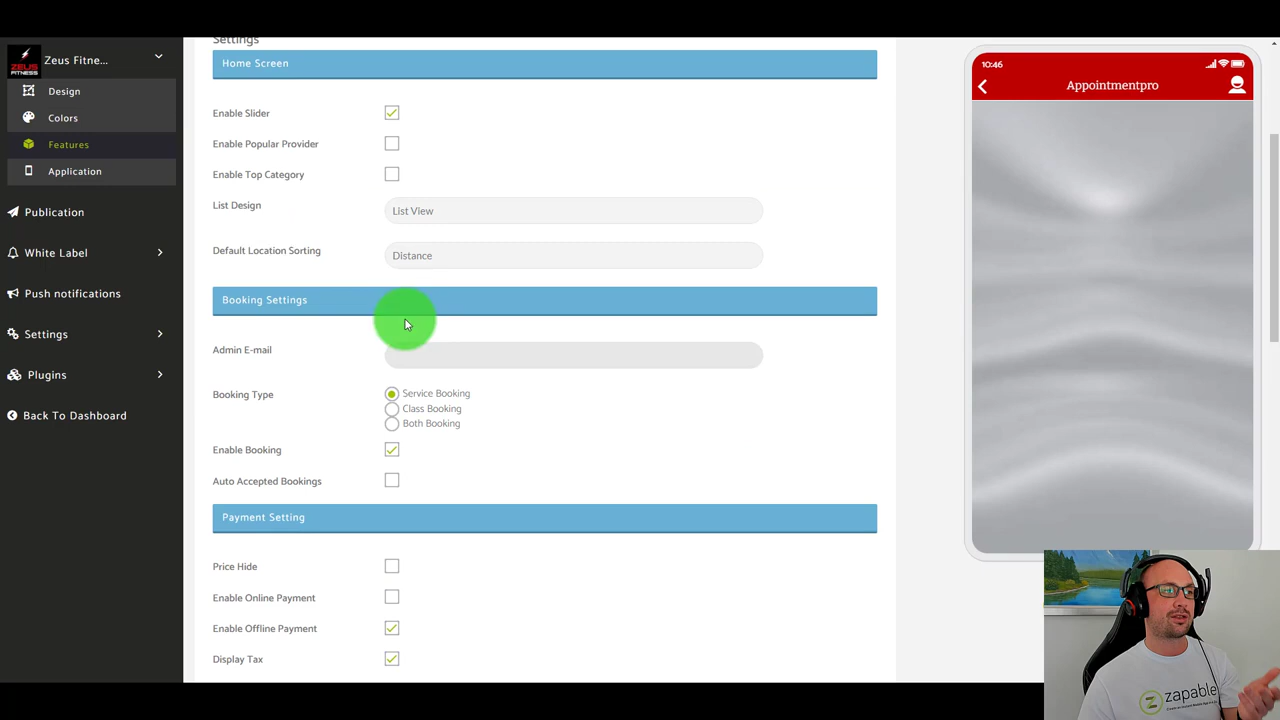 Settings
ZEUS
FITNESS
Zeus Fitne...
Design
Colors
Features
Application
Publication
White Label
Push notifications
Settings
Plugins
Back To Dashboard
Home Screen
Enable Slider
Enable Popular Provider
Enable Top Category
List Design
List View
Default Location Sorting
Distance
Booking Settings
Admin E-mail
Booking Type
Service Booking
Class Booking
Both Booking
Enable Booking
Auto Accepted Bookings
Payment Setting
Price Hide
Enable Online Payment
Enable Offline Payment
Display Tax
10:46
Appointmentpro
zapable